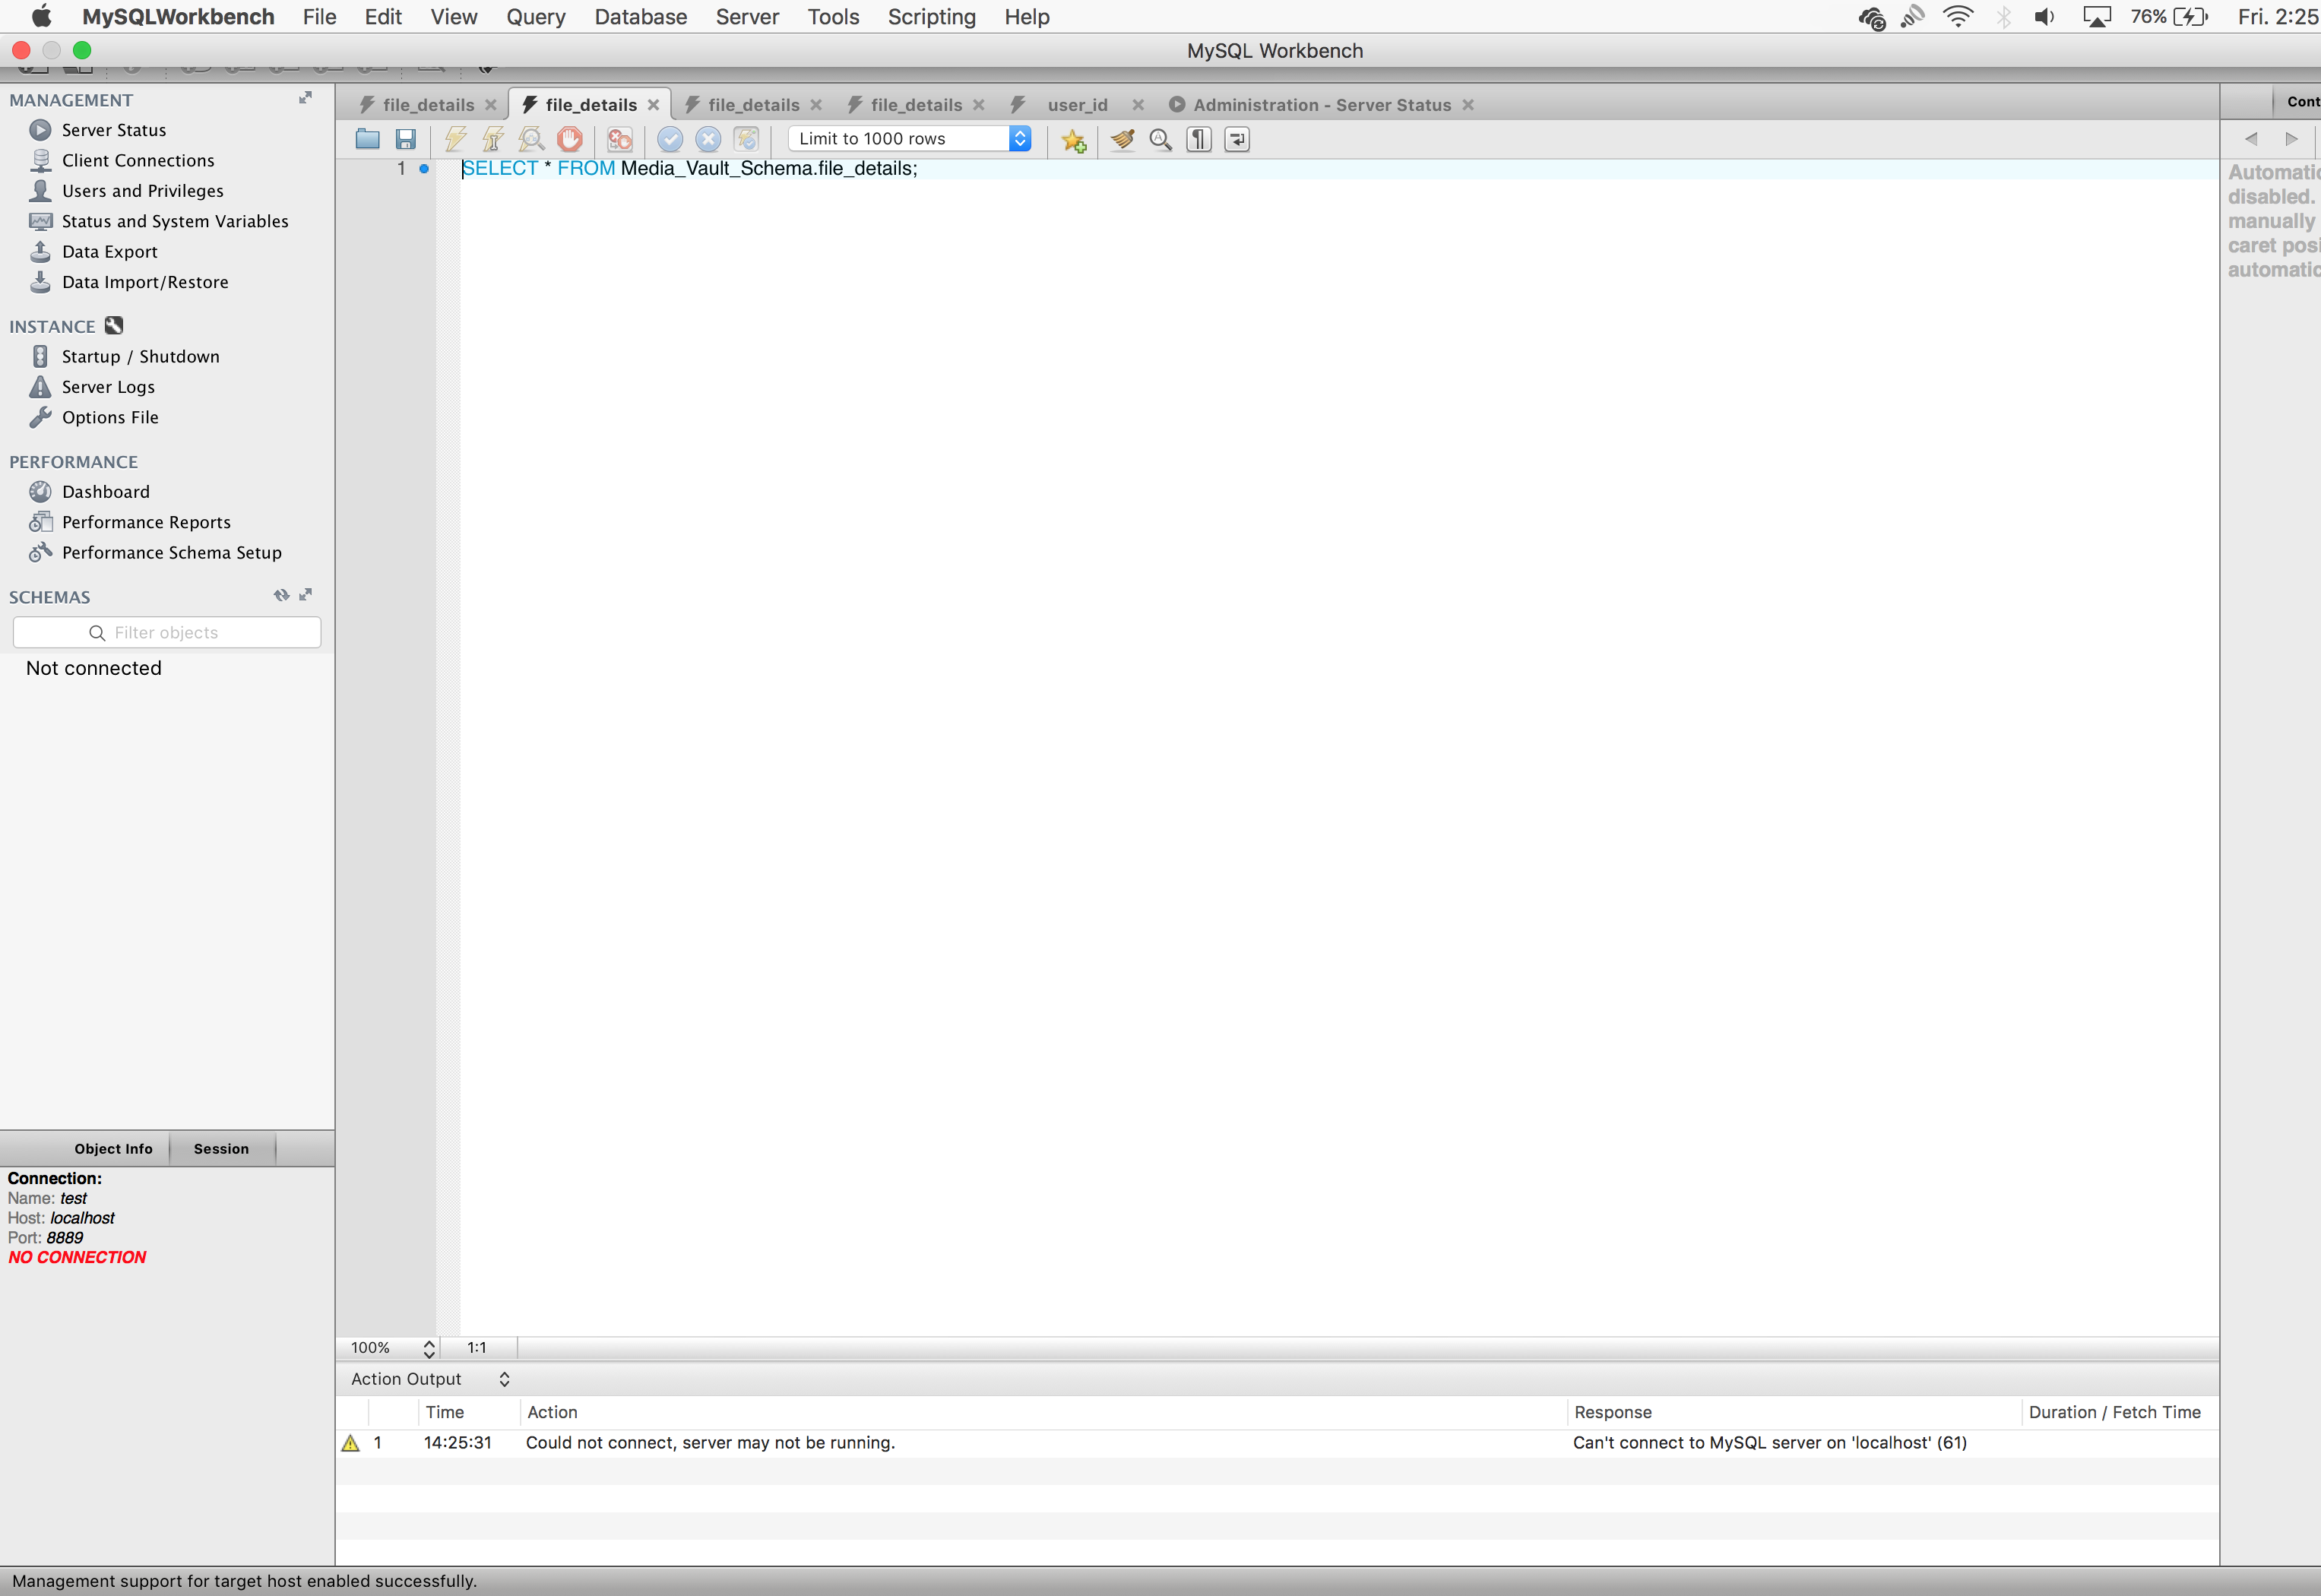 MySQLWorkbench File Edit View Query Database Server Tools Scripting Help 76% Fri. 2:25
MySQL Workbench
MANAGEMENT
Server Status
Client Connections
Users and Privileges
Status and System Variables
Data Export
Data Import/Restore
INSTANCE
Startup / Shutdown
Server Logs
Options File
PERFORMANCE
Dashboard
Performance Reports
Performance Schema Setup
SCHEMAS
Filter objects
Not connected
Object Info Session
Connection:
Name: test
Host: localhost
Port: 8889
NO CONNECTION
file_details file_details file_details file_details user_id Administration - Server Status
Limit to 1000 rows
1 SELECT * FROM Media_Vault_Schema.file_details;
100% 1:1
Action Output
Time Action Response Duration / Fetch Time
1 14:25:31 Could not connect, server may not be running. Can't connect to MySQL server on 'localhost' (61)
Cont
Automatic
disabled.
manually
caret posi
automatic
Management support for target host enabled successfully.